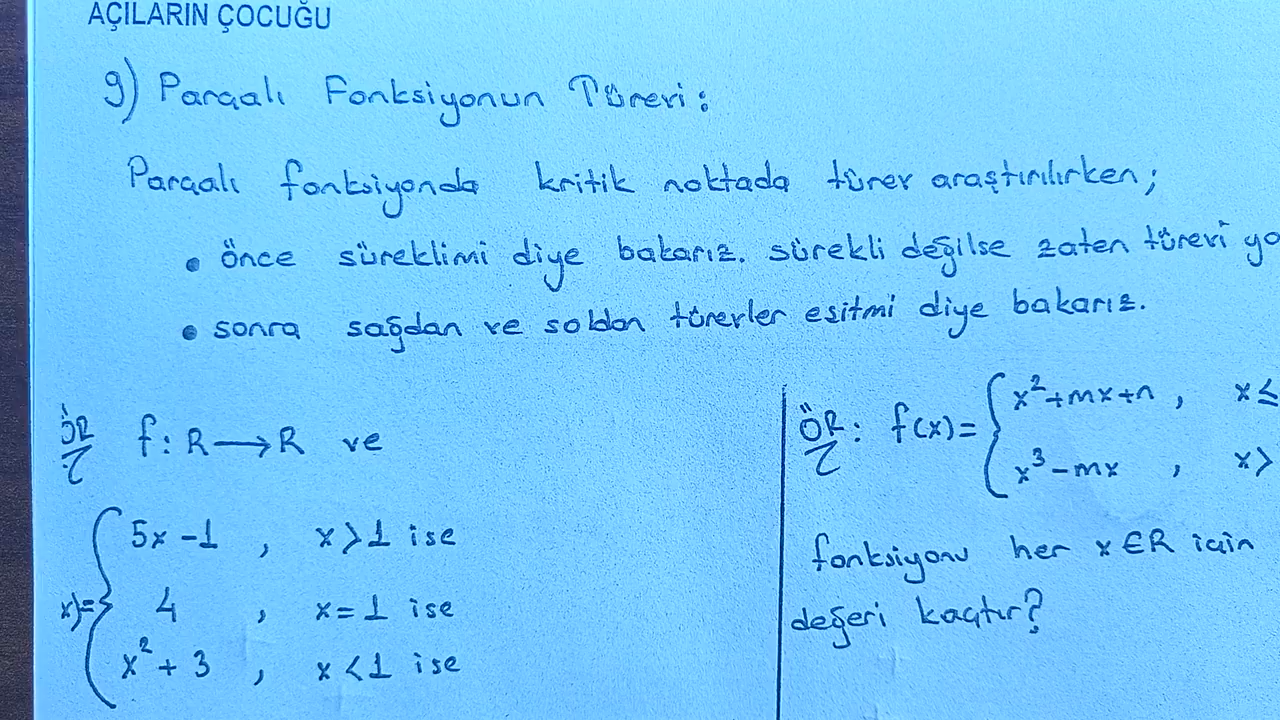 AÇILARIN ÇOCUĞU
9) Parçalı Fonksiyonun Türevi:
Parçalı fonksiyonda kritik noktada türev araştırılırken;
• önce süreklimi diye bakarız. sürekli değilse zaten türevi yo
• sonra sağdan ve soldan türevler eşitmi diye bakarız.
ÖR f: R→R ve
x)= { 5x-1 , x>1 ise
4 , x=1 ise
x²+3 , x<1 ise
ÖR: f(x)= { x²+mx+n , x≤
x³-mx , x>
fonksiyonu her x∈R için
değeri kaçtır?